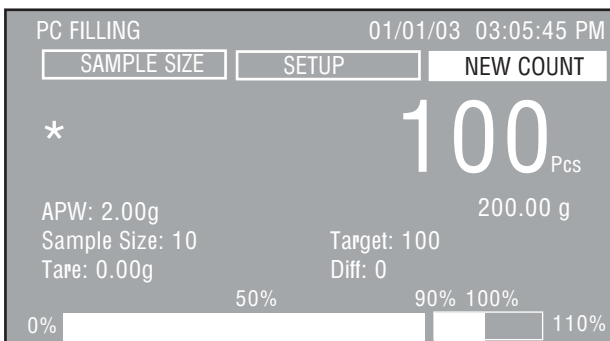 PC FILLING 01/01/03 03:05:45 PM
SAMPLE SIZE SETUP NEW COUNT
* 100 Pcs
APW: 2.00g 200.00 g
Sample Size: 10 Target: 100
Tare: 0.00g Diff: 0
50% 90% 100%
0% 110%